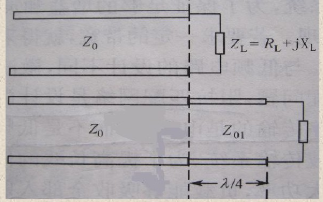 Z₀
Z_L = R_L + jX_L
Z₀
Z₀₁
λ/4